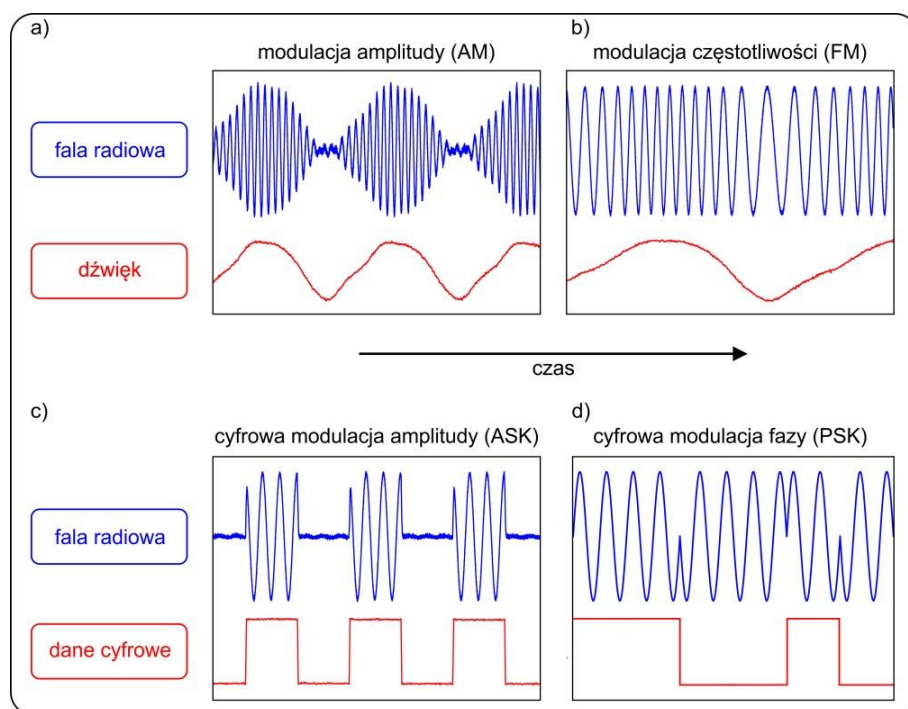 a)
modulacja amplitudy (AM)
b)
modulacja częstotliwości (FM)
fala radiowa
dźwięk
czas
c)
cyfrowa modulacja amplitudy (ASK)
d)
cyfrowa modulacja fazy (PSK)
fala radiowa
dane cyfrowe